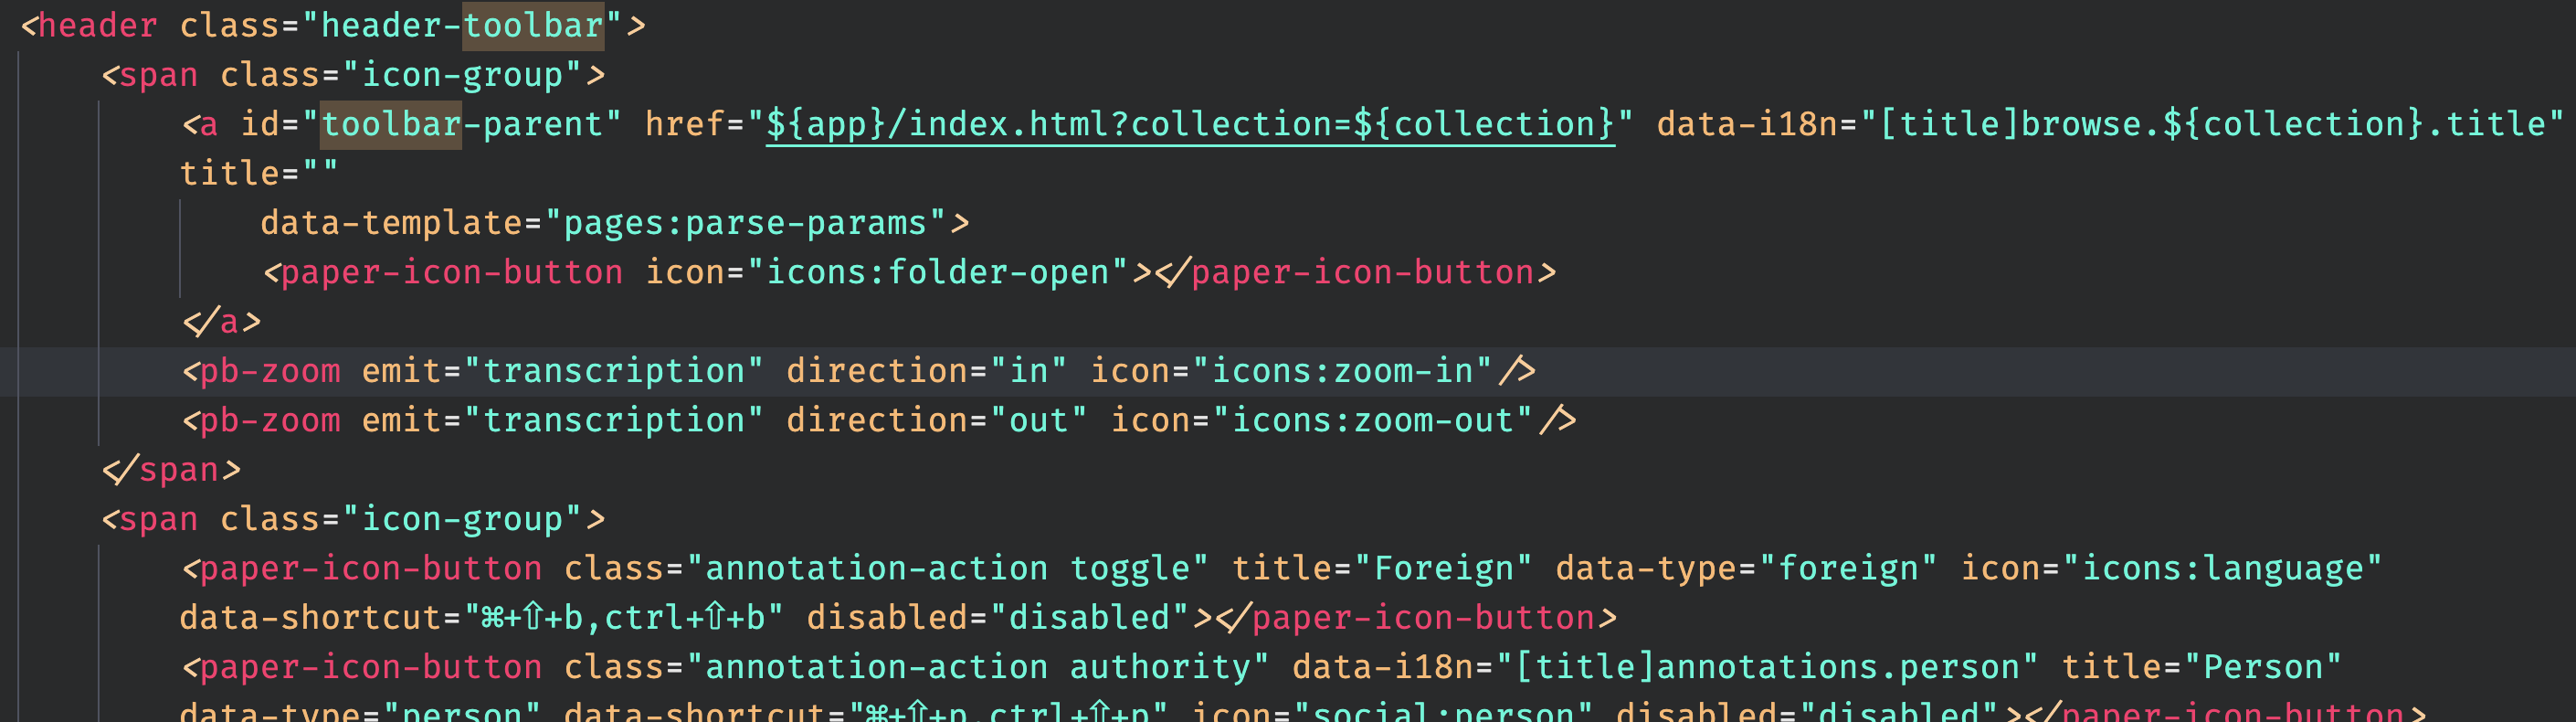 <header class="header-toolbar">
<span class="icon-group">
<a id="toolbar-parent" href="${app}/index.html?collection=${collection}" data-i18n="[title]browse.${collection}.title"
title=""
data-template="pages:parse-params">
<paper-icon-button icon="icons:folder-open"></paper-icon-button>
</a>
<pb-zoom emit="transcription" direction="in" icon="icons:zoom-in"/>
<pb-zoom emit="transcription" direction="out" icon="icons:zoom-out"/>
</span>
<span class="icon-group">
<paper-icon-button class="annotation-action toggle" title="Foreign" data-type="foreign" icon="icons:language"
data-shortcut="⌘+⇧+b,ctrl+⇧+b" disabled="disabled"></paper-icon-button>
<paper-icon-button class="annotation-action authority" data-i18n="[title]annotations.person" title="Person"
data-type="person" data-shortcut="⌘+⇧+p,ctrl+⇧+p" icon="social:person" disabled="disabled"></paper-icon-button>